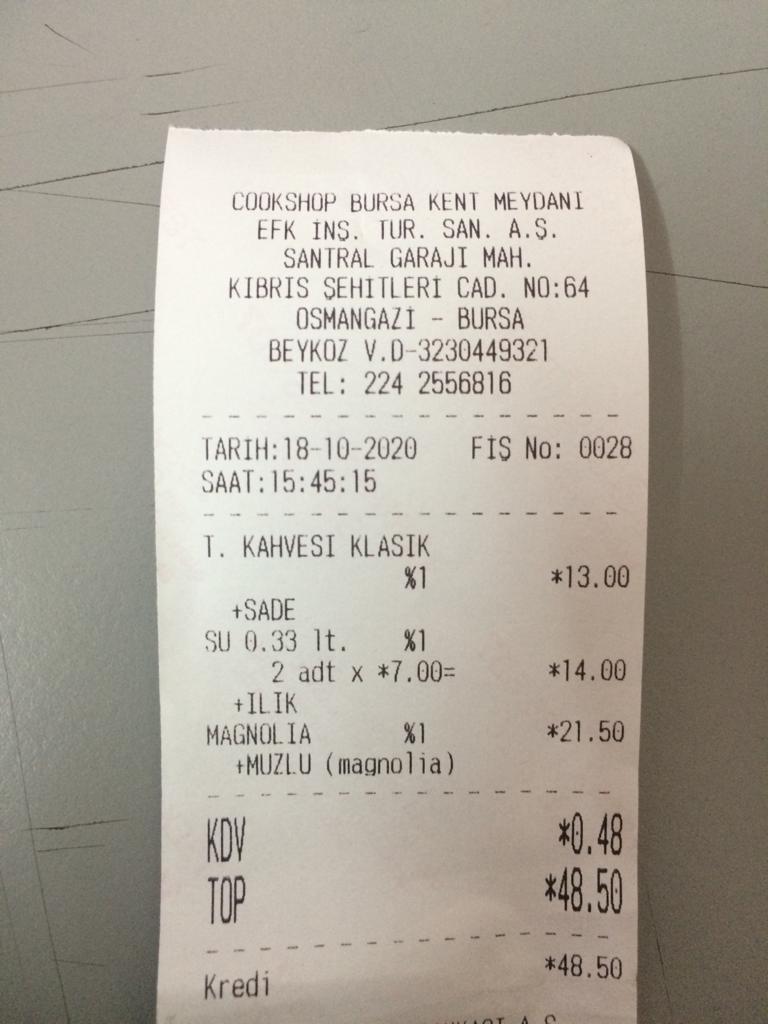 COOKSHOP BURSA KENT MEYDANI
EFK İNŞ. TUR. SAN. A.Ş.
SANTRAL GARAJI MAH.
KIBRIS ŞEHİTLERİ CAD. NO:64
OSMANGAZİ - BURSA
BEYKOZ V.D-3230449321
TEL: 224 2556816
TARIH:18-10-2020 FİŞ No: 0028
SAAT:15:45:15
T. KAHVESI KLASIK
%1 *13.00
+SADE
SU 0.33 lt. %1
2 adt x *7.00= *14.00
+ILIK
MAGNOLIA %1 *21.50
+MUZLU (magnolia)
KDV *0.48
TOP *48.50
Kredi *48.50